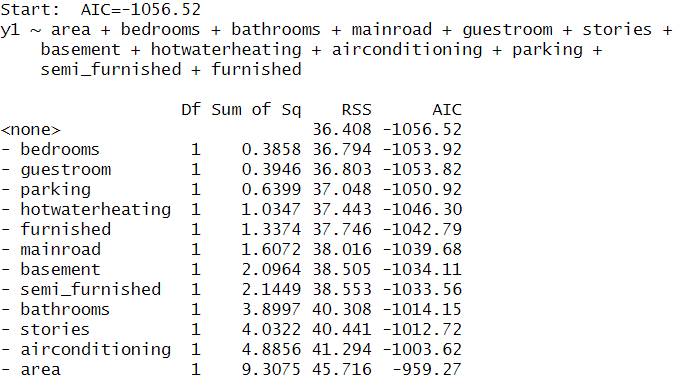 Start:  AIC=-1056.52
y1 ~ area + bedrooms + bathrooms + mainroad + guestroom + stories +
    basement + hotwaterheating + airconditioning + parking +
    semi_furnished + furnished
                  Df Sum of Sq    RSS      AIC
<none>                         36.408 -1056.52
- bedrooms         1    0.3858 36.794 -1053.92
- guestroom        1    0.3946 36.803 -1053.82
- parking          1    0.6399 37.048 -1050.92
- hotwaterheating  1    1.0347 37.443 -1046.30
- furnished        1    1.3374 37.746 -1042.79
- mainroad         1    1.6072 38.016 -1039.68
- basement         1    2.0964 38.505 -1034.11
- semi_furnished   1    2.1449 38.553 -1033.56
- bathrooms        1    3.8997 40.308 -1014.15
- stories          1    4.0322 40.441 -1012.72
- airconditioning  1    4.8856 41.294 -1003.62
- area             1    9.3075 45.716  -959.27